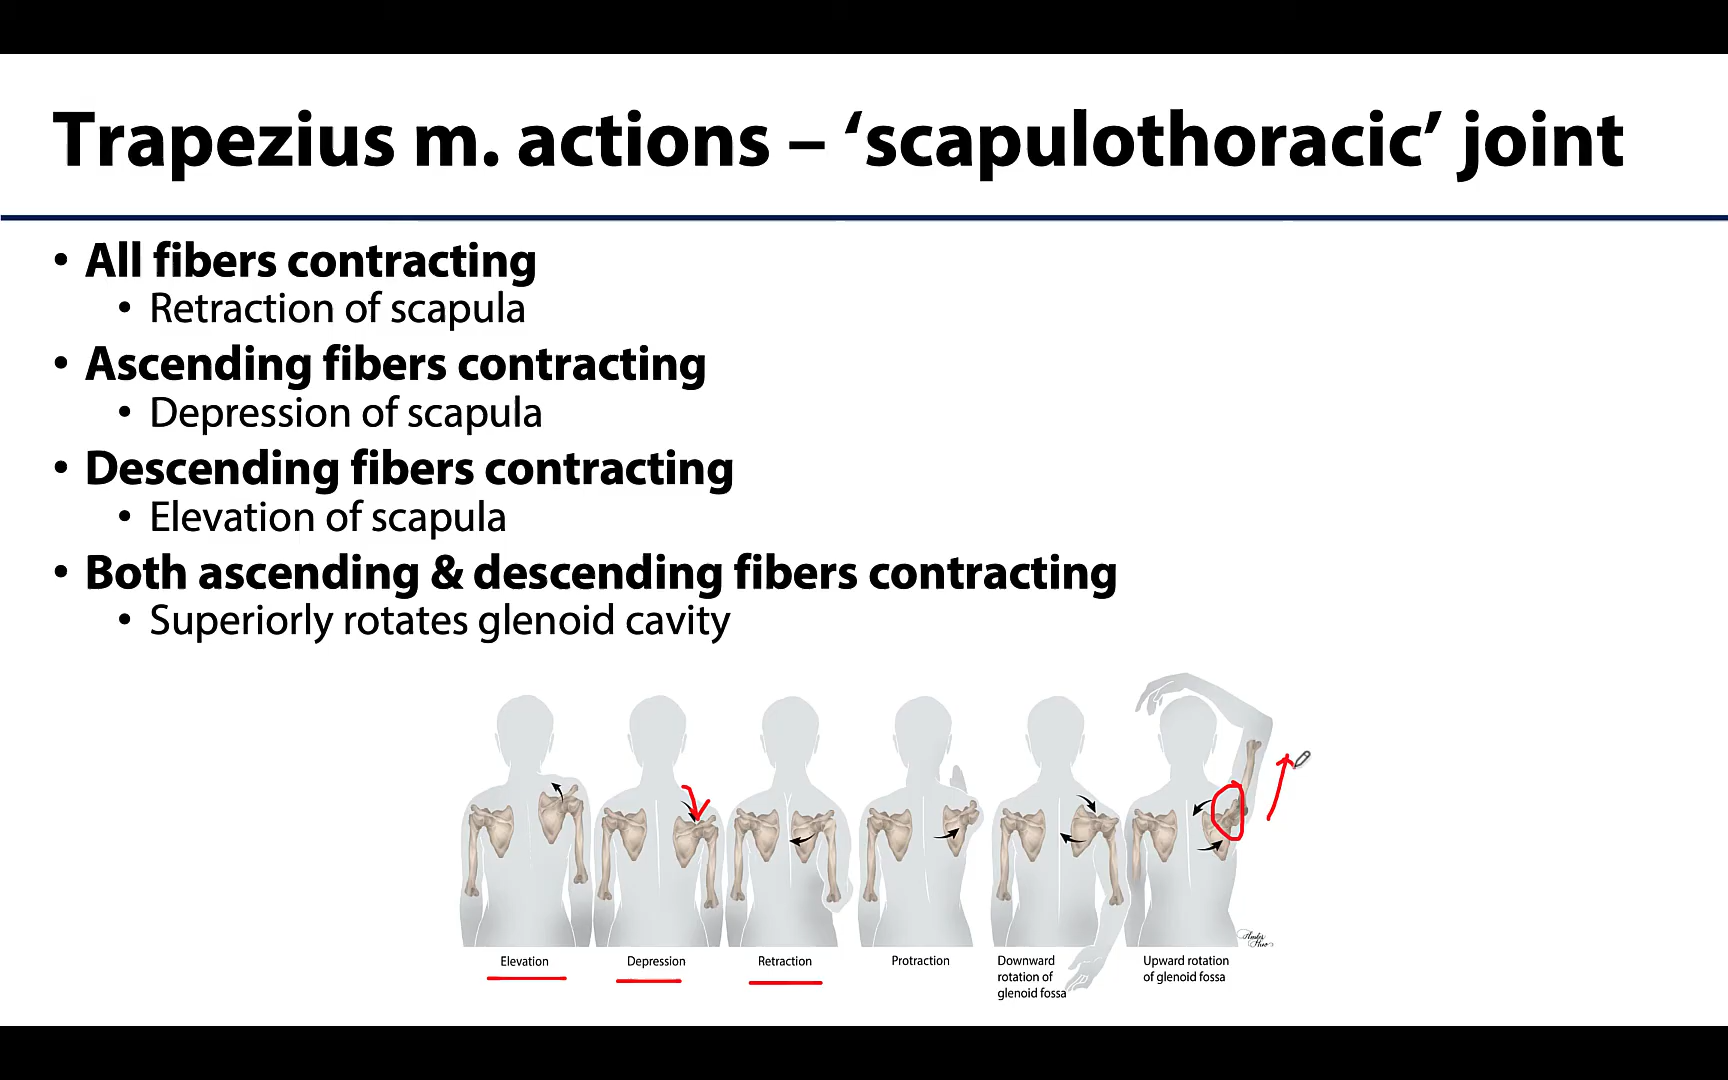 Trapezius m. actions – ‘scapulothoracic’ joint
• All fibers contracting
• Retraction of scapula
• Ascending fibers contracting
• Depression of scapula
• Descending fibers contracting
• Elevation of scapula
• Both ascending & descending fibers contracting
• Superiorly rotates glenoid cavity
Elevation
Depression
Retraction
Protraction
Downward
rotation of
glenoid fossa
Upward rotation
of glenoid fossa